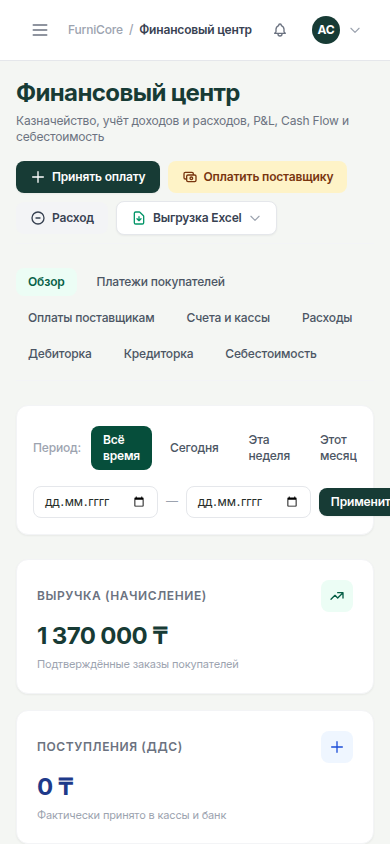 FurniCore / Финансовый центр
АС
Финансовый центр
Казначейство, учёт доходов и расходов, P&L, Cash Flow и
себестоимость
Принять оплату
Оплатить поставщику
Расход
Выгрузка Excel
Обзор
Платежи покупателей
Оплаты поставщикам
Счета и кассы
Расходы
Дебиторка
Кредиторка
Себестоимость
Период:
Всё
время
Сегодня
Эта
неделя
Этот
месяц
дд.мм.гггг
—
дд.мм.гггг
Применит
ВЫРУЧКА (НАЧИСЛЕНИЕ)
1 370 000 ₸
Подтверждённые заказы покупателей
ПОСТУПЛЕНИЯ (ДДС)
0 ₸
Фактически принято в кассы и банк